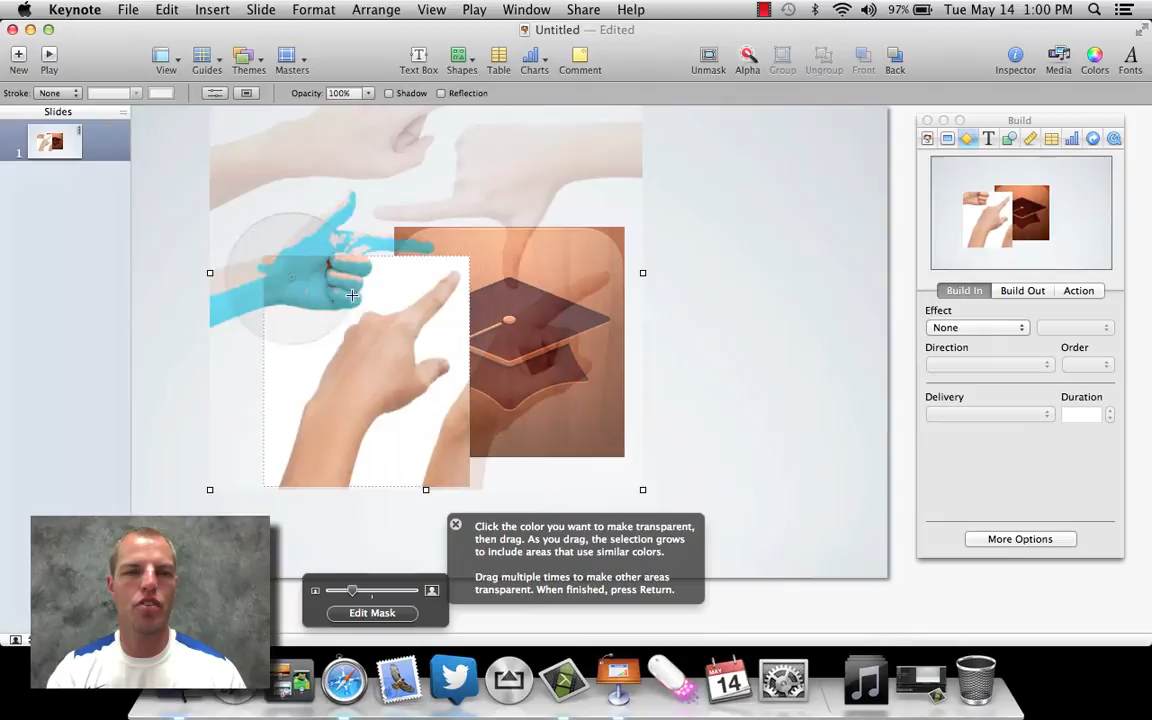 Keynote File Edit Insert Slide Format Arrange View Play Window Share Help 97% Tue May 14 1:00 PM
Untitled — Edited
New Play View Guides Themes Masters Text Box Shapes Table Charts Comment Unmask Alpha Group Ungroup Front Back Inspector Media Colors Fonts
Stroke: None Opacity: 100% Shadow Reflection
Slides
1
Build
Build In Build Out Action
Effect
None
Direction Order
Delivery Duration
More Options
Click the color you want to make transparent,
then drag. As you drag, the selection grows
to include areas that use similar colors.
Drag multiple times to make other areas
transparent. When finished, press Return.
Edit Mask
MAY
14